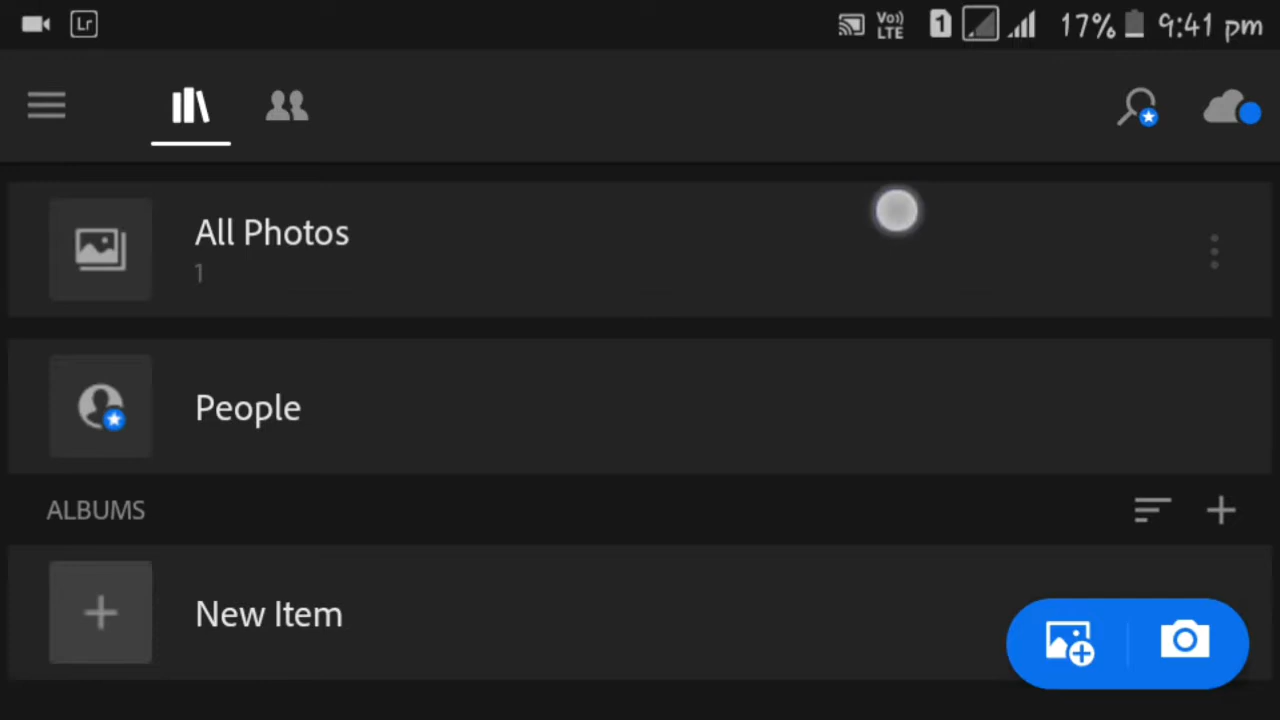 Lr
Vo)) LTE 1 17% 9:41 pm
All Photos
1
People
ALBUMS
New Item